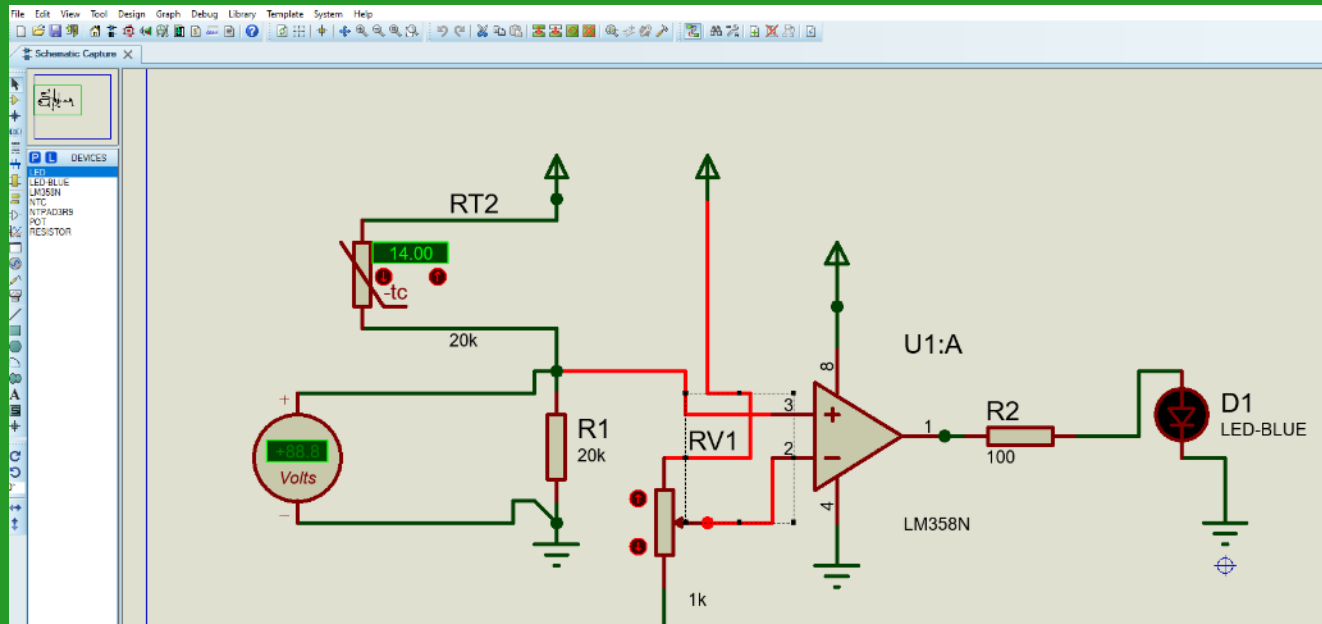 File Edit View Tool Design Graph Debug Library Template System Help
Schematic Capture
P L DEVICES
LED
LED-BLUE
LM358N
NTC
NTPAD3R9
POT
RESISTOR
RT2
14.00
-tc
20k
U1:A
8
+
3
+
1
R2
D1
LED-BLUE
+88.8
Volts
−
R1
20k
RV1
2
−
100
4
LM358N
1k